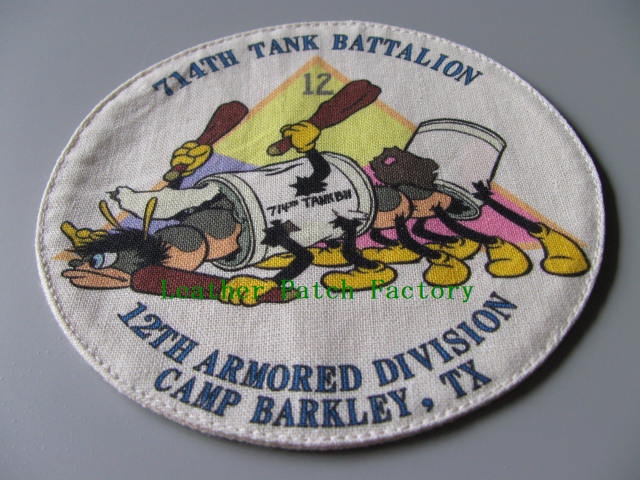 714TH TANK BATTALION
12
714TH TANK BN
Leather Patch Factory
12TH ARMORED DIVISION
CAMP BARKLEY, TX